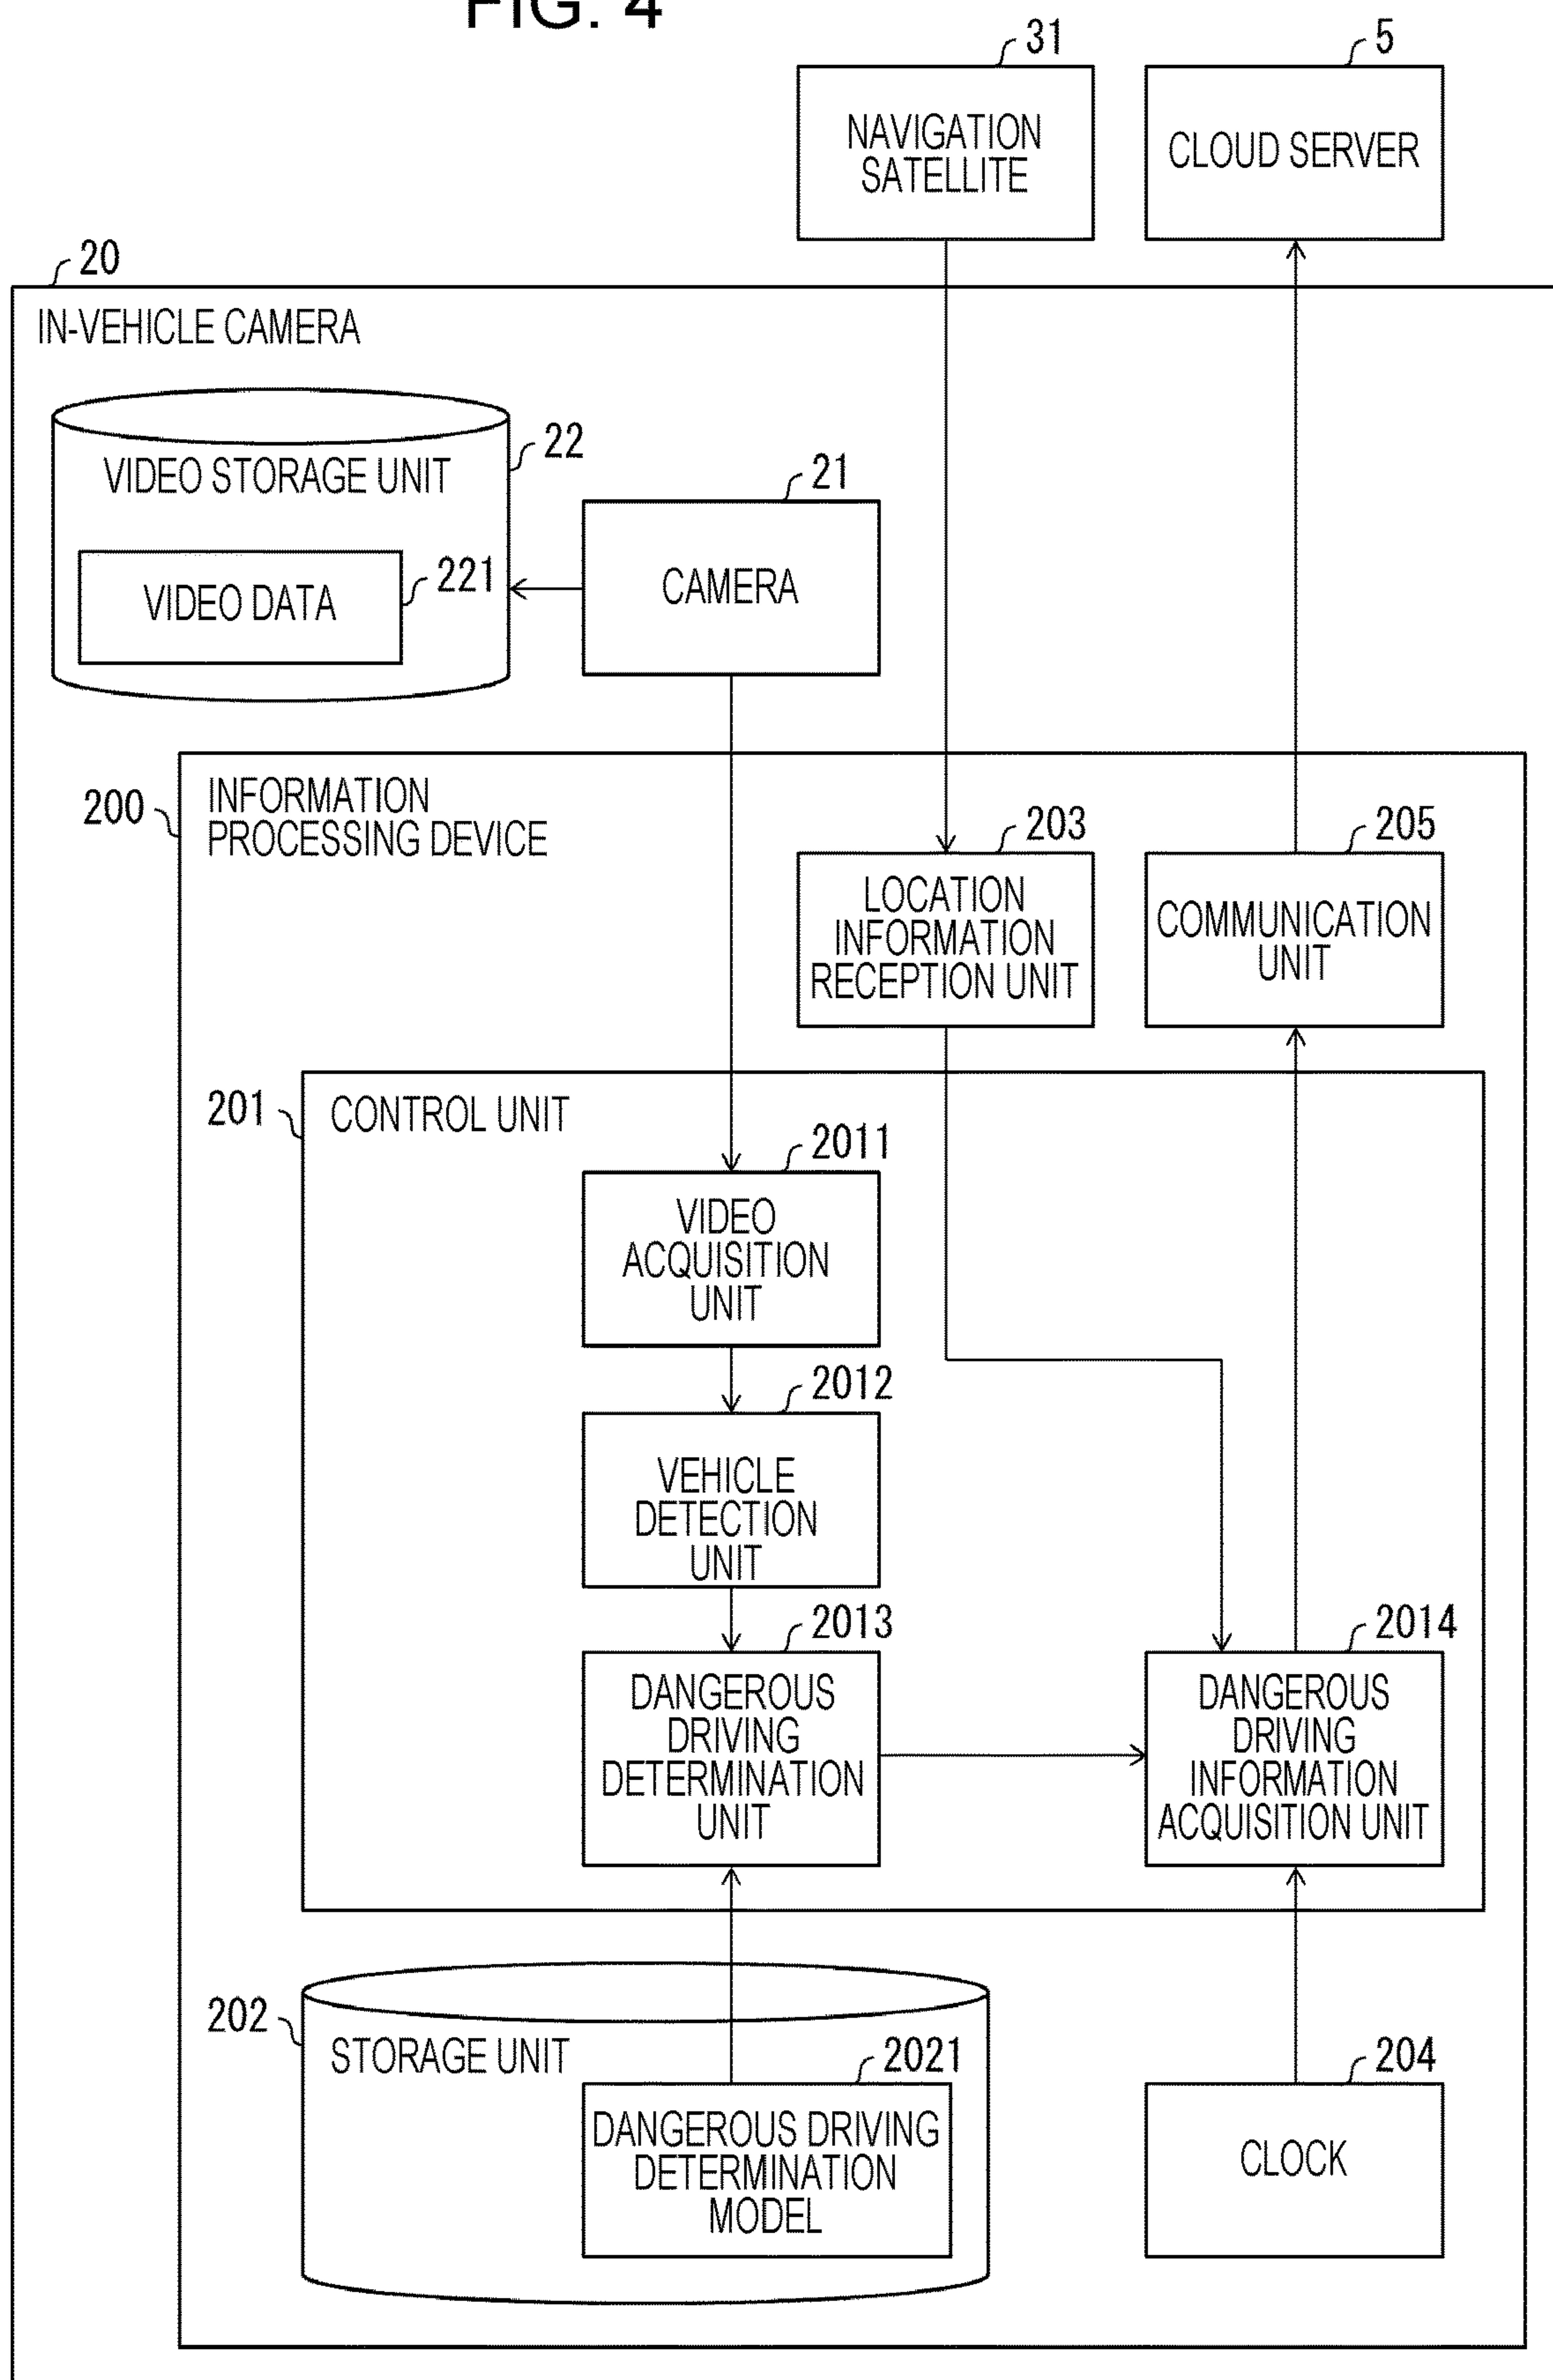 FIG. 4
31
5
NAVIGATION
SATELLITE
CLOUD SERVER
20
IN-VEHICLE CAMERA
22
VIDEO STORAGE UNIT
21
221
VIDEO DATA
CAMERA
200
INFORMATION
PROCESSING DEVICE
203
205
LOCATION
INFORMATION
RECEPTION UNIT
COMMUNICATION
UNIT
201
CONTROL UNIT
2011
VIDEO
ACQUISITION
UNIT
2012
VEHICLE
DETECTION
UNIT
2013
2014
DANGEROUS
DRIVING
DETERMINATION
UNIT
DANGEROUS
DRIVING
INFORMATION
ACQUISITION UNIT
202
STORAGE UNIT
2021
204
DANGEROUS DRIVING
DETERMINATION
MODEL
CLOCK